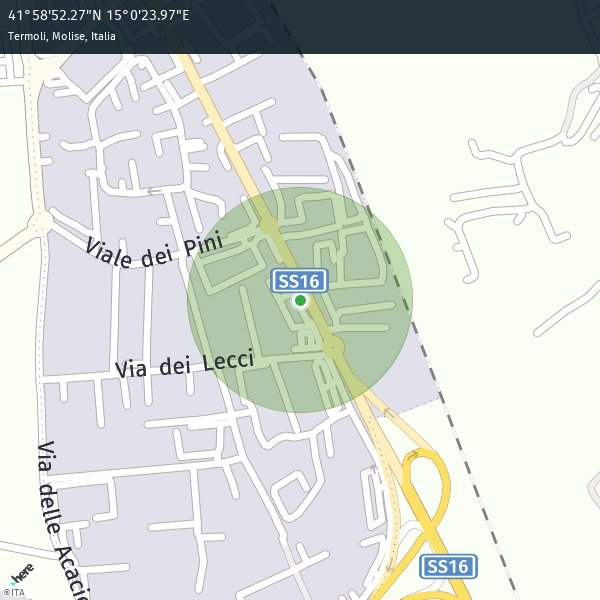 41°58'52.27"N 15°0'23.97"E
Termoli, Molise, Italia
Viale dei Pini
SS16
Via dei Lecci
Via delle Acacie
SS16
here
©ITA